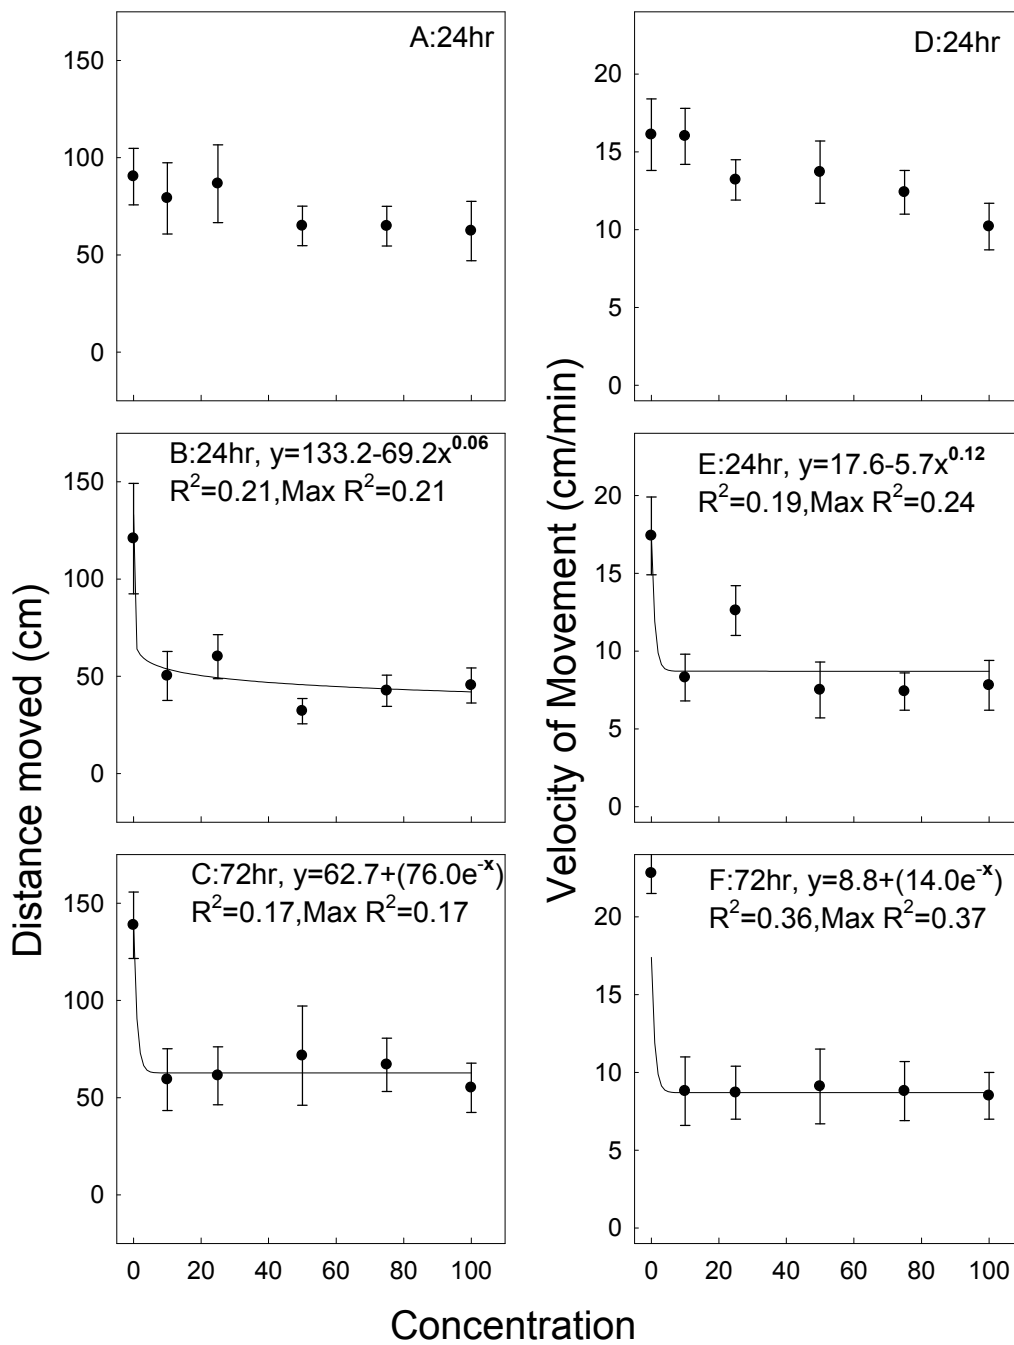 A:24hr
150
100
50
0
D:24hr
20
15
10
5
0
B:24hr, y=133.2-69.2x^0.06
R²=0.21,Max R²=0.21
150
100
50
0
E:24hr, y=17.6-5.7x^0.12
R²=0.19,Max R²=0.24
20
15
10
5
0
C:72hr, y=62.7+(76.0e^-x)
R²=0.17,Max R²=0.17
150
100
50
0
0 20 40 60 80 100
F:72hr, y=8.8+(14.0e^-x)
R²=0.36,Max R²=0.37
20
15
10
5
0
0 20 40 60 80 100
Distance moved (cm)
Velocity of Movement (cm/min)
Concentration